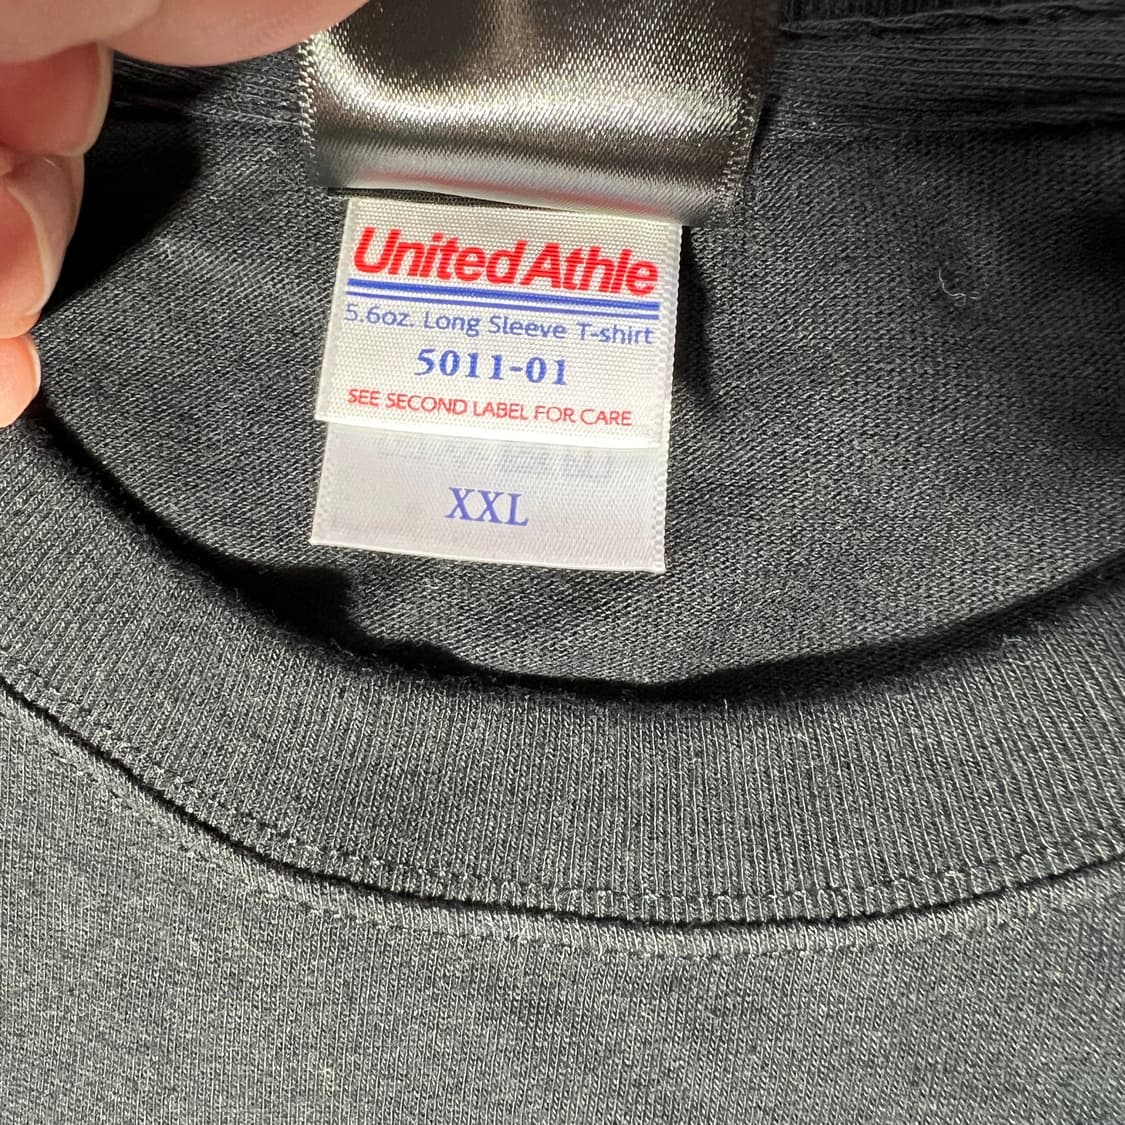 United Athle
5.6oz. Long Sleeve T-shirt
5011-01
SEE SECOND LABEL FOR CARE
XXL